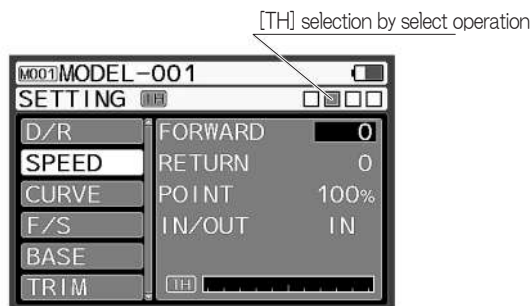 [TH] selection by select operation
M001 MODEL-001
SETTING TH
D/R
SPEED
CURVE
F/S
BASE
TRIM
FORWARD 0
RETURN 0
POINT 100%
IN/OUT IN
TH